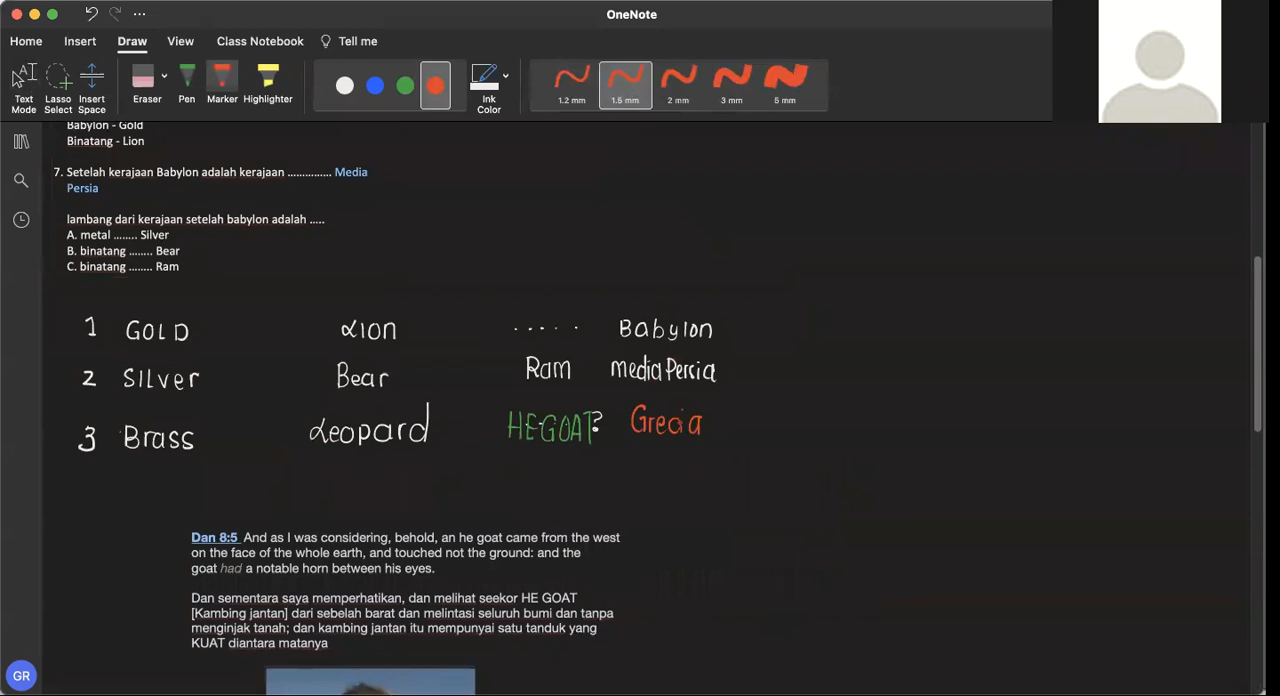 OneNote
Home Insert Draw View Class Notebook Tell me
Text Mode
Lasso Select
Insert Space
Eraser
Pen
Marker
Highlighter
Ink Color
1.2 mm
1.5 mm
2 mm
3 mm
5 mm
Babylon - Gold
Binatang - Lion
7. Setelah kerajaan Babylon adalah kerajaan .............. Media
Persia
lambang dari kerajaan setelah babylon adalah .....
A. metal ........ Silver
B. binatang ........ Bear
C. binatang ........ Ram
1 GOLD Lion ..... Babylon
2 SILver Bear Ram media Percia
3 Brass Leopard HE-GOAT? Grecia
Dan 8:5 And as I was considering, behold, an he goat came from the west
on the face of the whole earth, and touched not the ground: and the
goat had a notable horn between his eyes.
Dan sementara saya memperhatikan, dan melihat seekor HE GOAT
[Kambing jantan] dari sebelah barat dan melintasi seluruh bumi dan tanpa
menginjak tanah; dan kambing jantan itu mempunyai satu tanduk yang
KUAT diantara matanya
GR